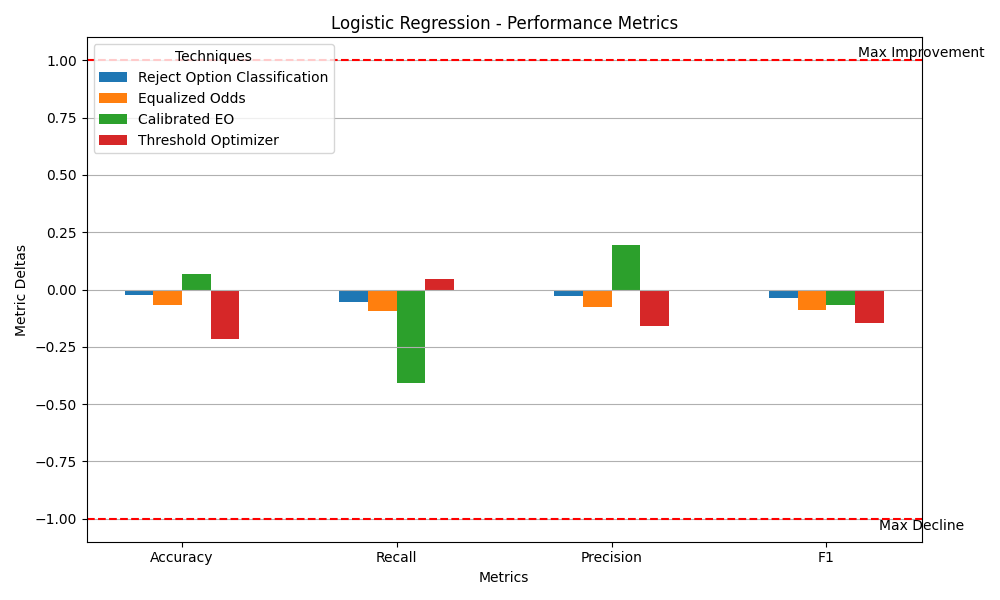 Logistic Regression - Performance Metrics
Max Improvement
Techniques
Reject Option Classification
Equalized Odds
Calibrated EO
Threshold Optimizer
1.00
0.75
0.50
0.25
0.00
−0.25
−0.50
−0.75
−1.00
Metric Deltas
Max Decline
Accuracy
Recall
Precision
F1
Metrics